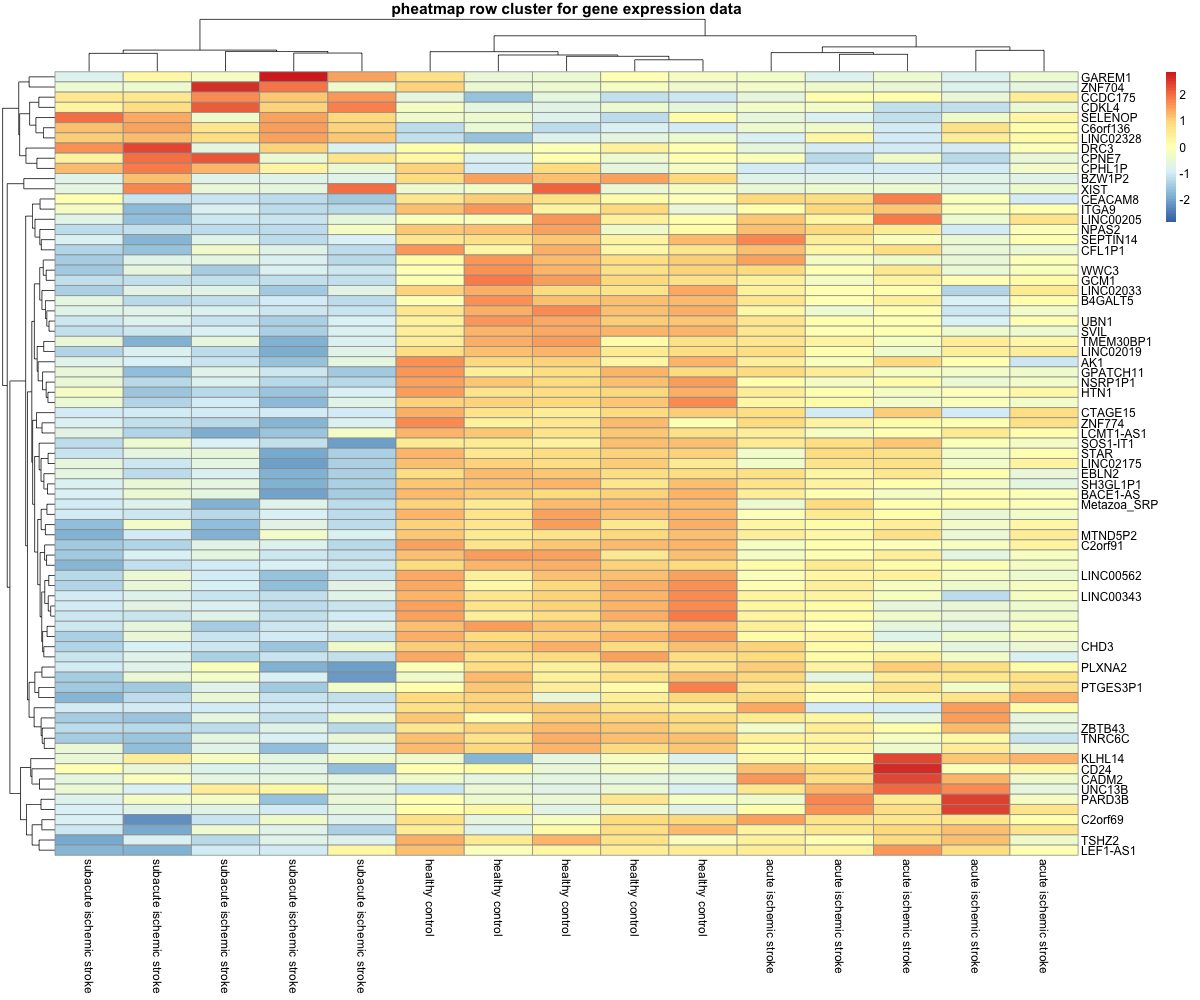 pheatmap row cluster for gene expression data
GAREM1
ZNF704
CCDC175
CDKL4
SELENOP
C6orf136
LINC02328
DRC3
CPNE7
CPHL1P
BZW1P2
XIST
CEACAM8
ITGA9
LINC00205
NPAS2
SEPTIN14
CFL1P1
WWC3
GCM1
LINC02033
B4GALT5
UBN1
SVIL
TMEM30BP1
LINC02019
AK1
GPATCH11
NSRP1P1
HTN1
CTAGE15
ZNF774
LCMT1-AS1
SOS1-IT1
STAR
LINC02175
EBLN2
SH3GL1P1
BACE1-AS
Metazoa_SRP
MTND5P2
C2orf91
LINC00562
LINC00343
CHD3
PLXNA2
PTGES3P1
ZBTB43
TNRC6C
KLHL14
CD24
CADM2
UNC13B
PARD3B
C2orf69
TSHZ2
LEF1-AS1
2
1
0
-1
-2
subacute ischemic stroke
subacute ischemic stroke
subacute ischemic stroke
subacute ischemic stroke
subacute ischemic stroke
healthy control
healthy control
healthy control
healthy control
healthy control
acute ischemic stroke
acute ischemic stroke
acute ischemic stroke
acute ischemic stroke
acute ischemic stroke